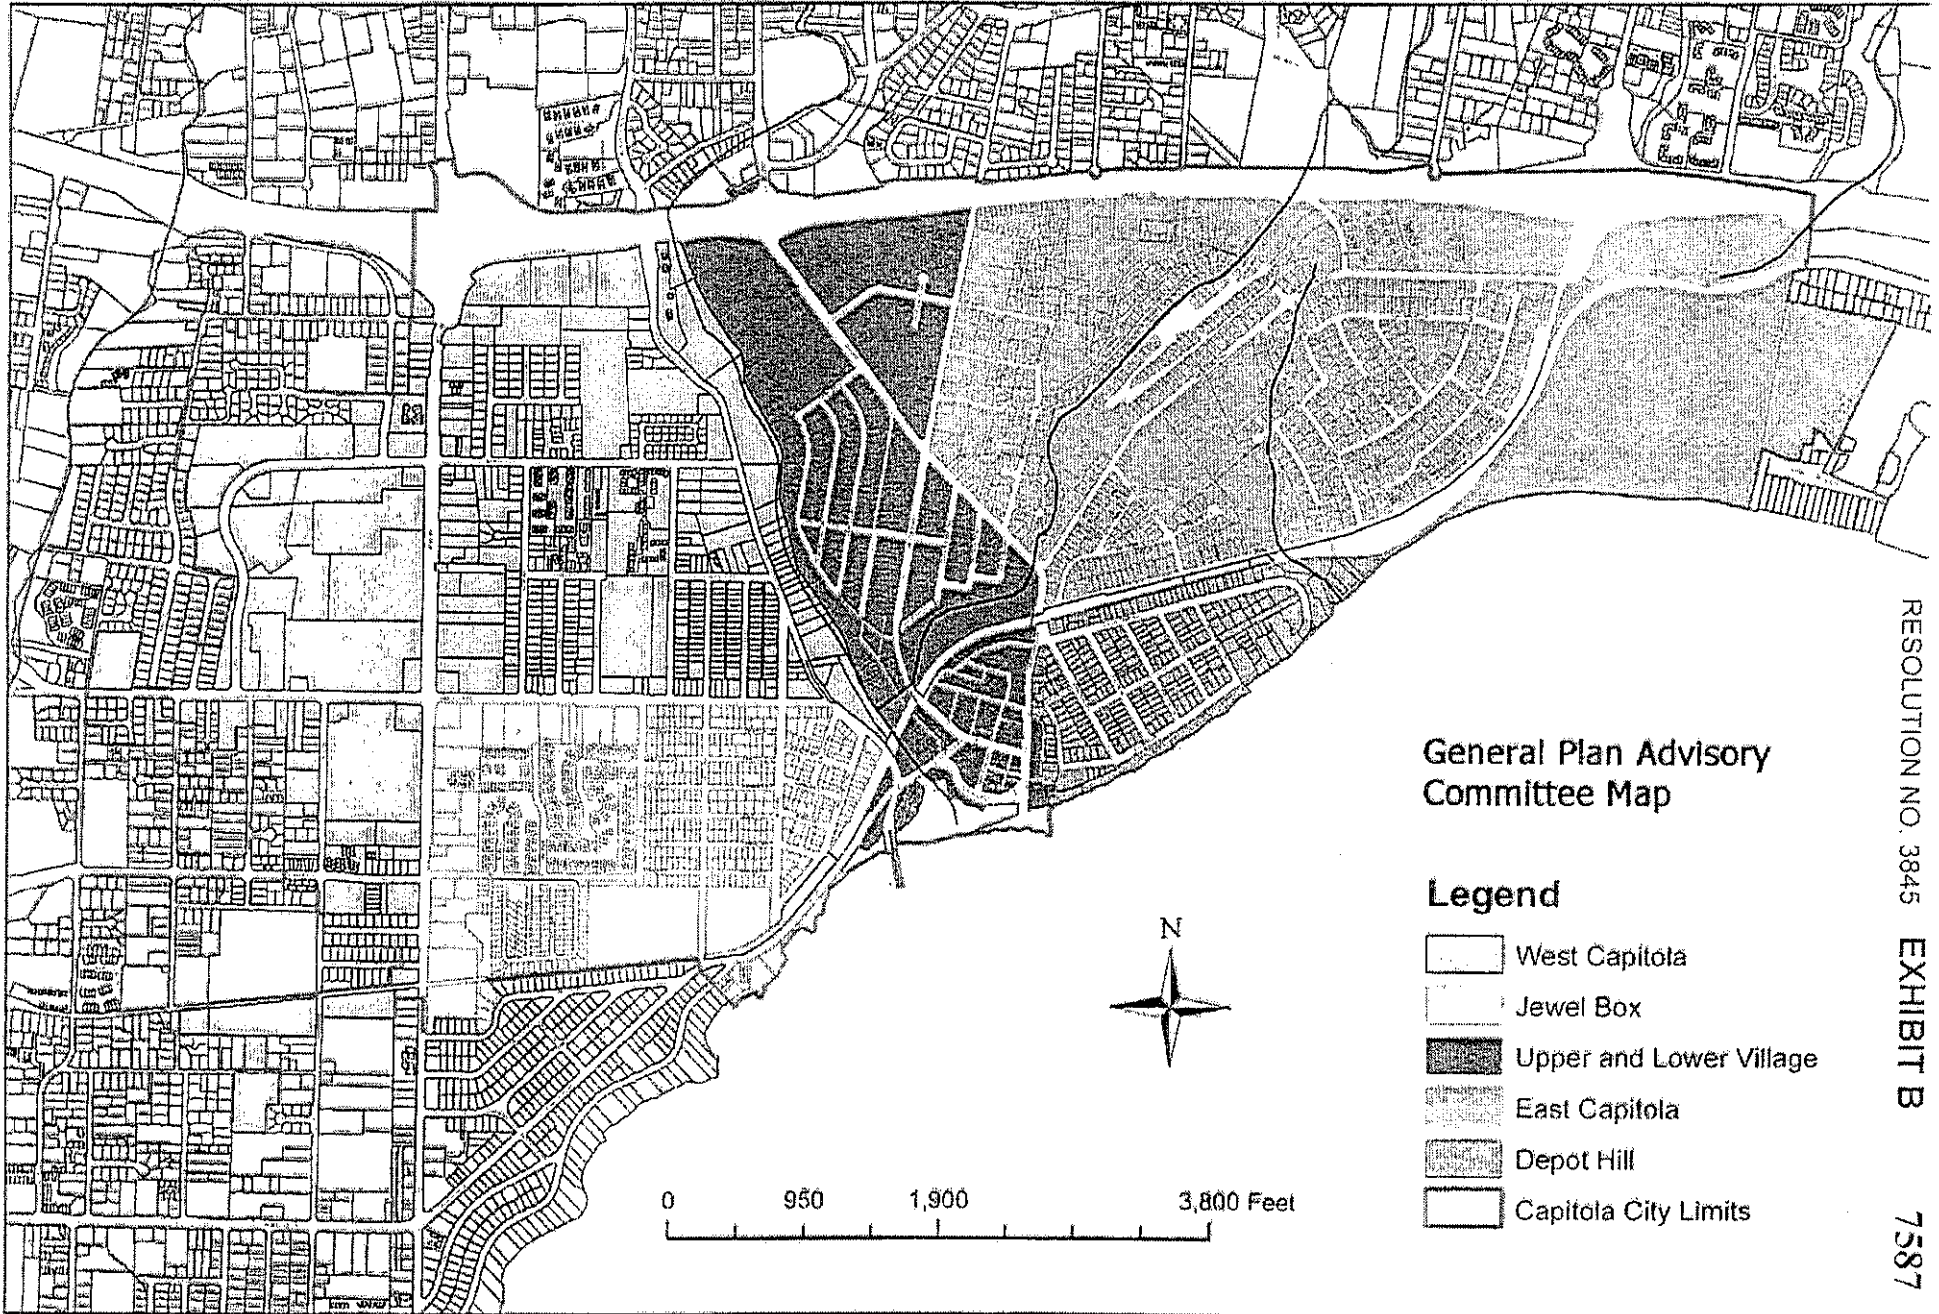 General Plan Advisory
Committee Map
Legend
West Capitola
Jewel Box
Upper and Lower Village
East Capitola
Depot Hill
Capitola City Limits
N
0 950 1,900 3,800 Feet
RESOLUTION NO. 3845 EXHIBIT B 7587